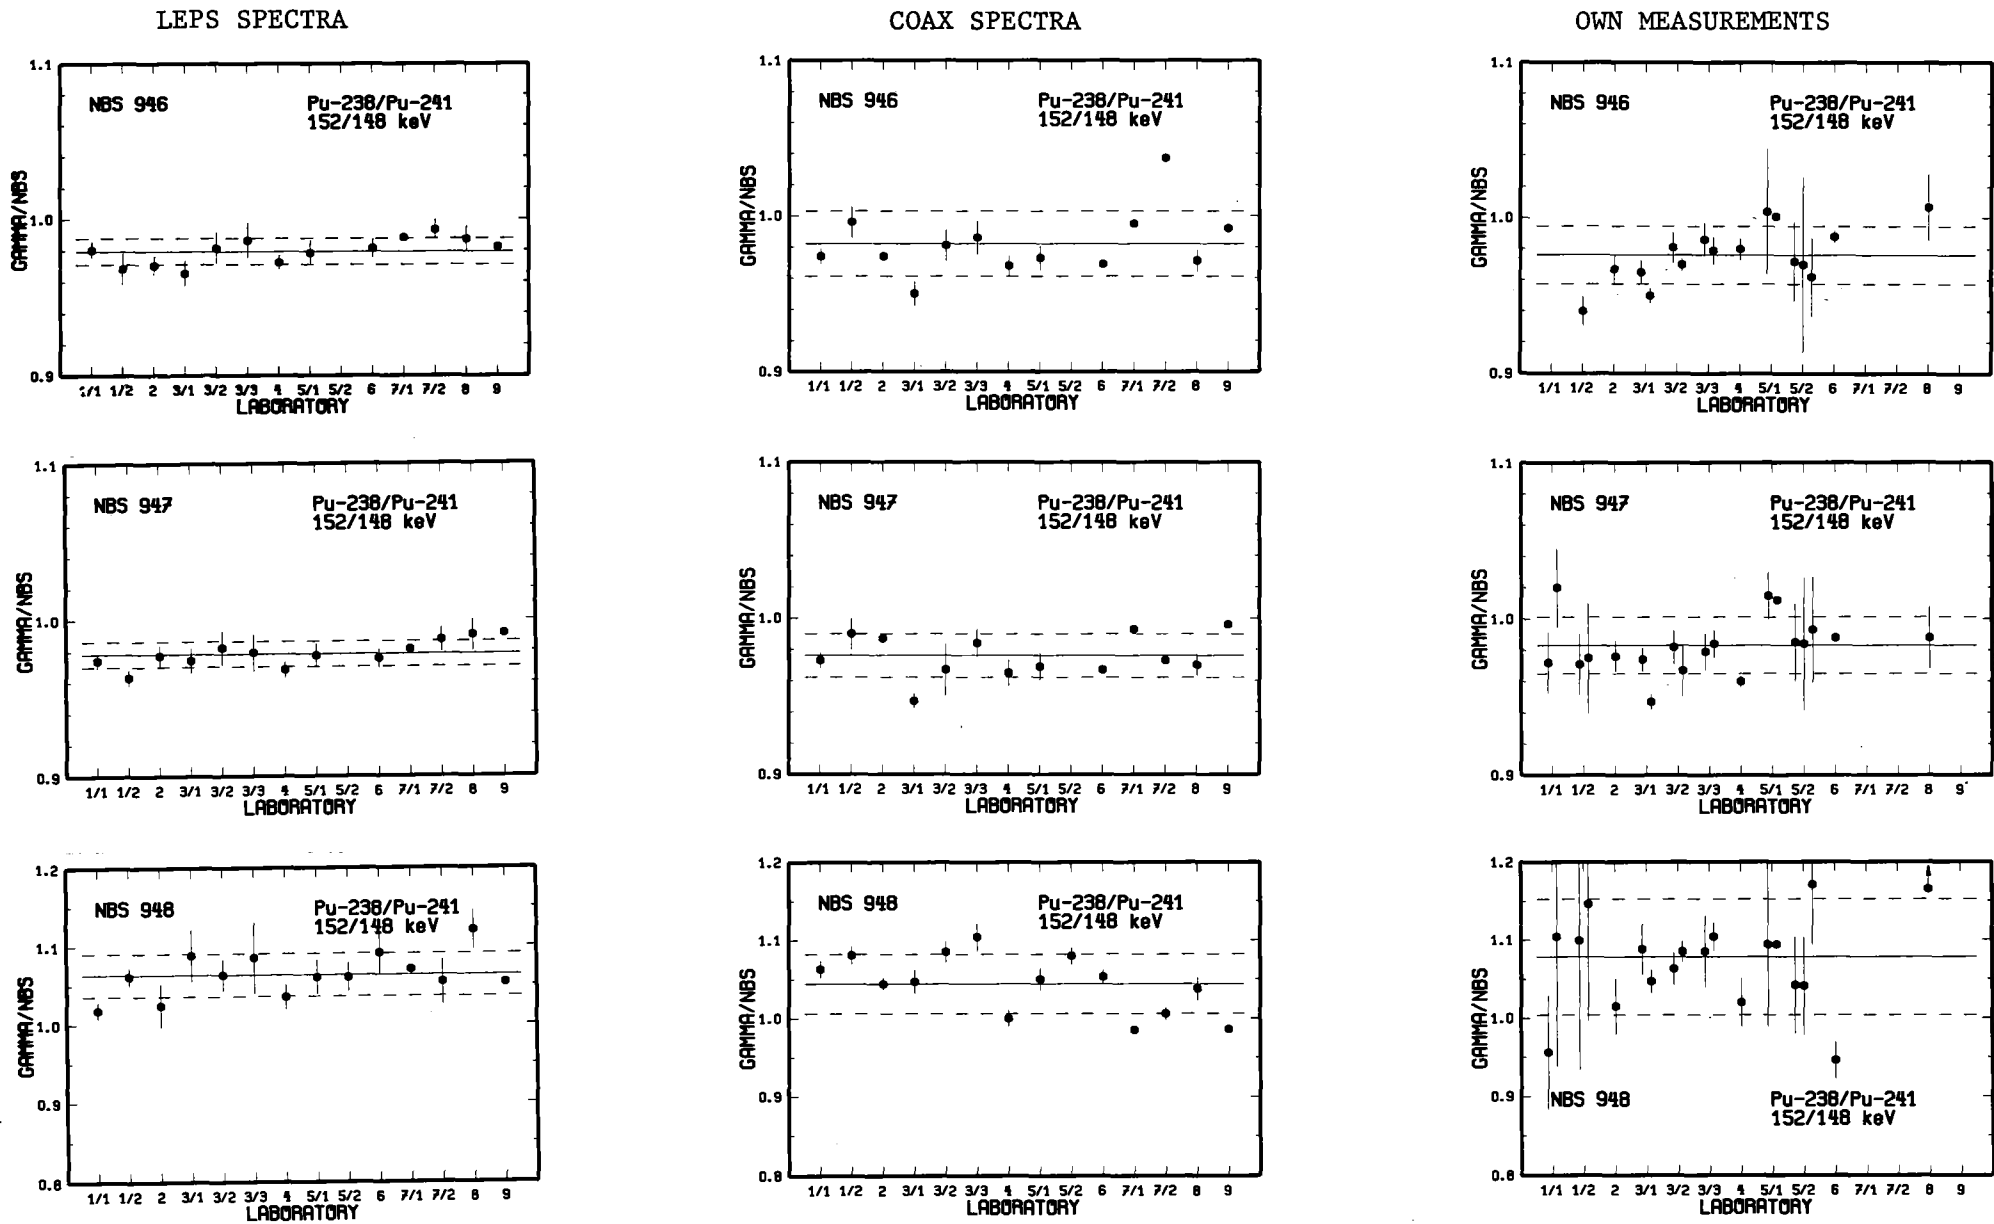 LEPS SPECTRA
COAX SPECTRA
OWN MEASUREMENTS
1.1
NBS 946
Pu-238/Pu-241
152/148 keV
GAMMA/NBS
1.0
0.9
1/1 1/2 2 3/1 3/2 3/3 4 5/1 5/2 6 7/1 7/2 8 9
LABORATORY
1.1
NBS 946
Pu-238/Pu-241
152/148 keV
GAMMA/NBS
1.0
0.9
1/1 1/2 2 3/1 3/2 3/3 4 5/1 5/2 6 7/1 7/2 8 9
LABORATORY
1.1
NBS 946
Pu-238/Pu-241
152/148 keV
GAMMA/NBS
1.0
0.9
1/1 1/2 2 3/1 3/2 3/3 4 5/1 5/2 6 7/1 7/2 8 9
LABORATORY
1.1
NBS 947
Pu-238/Pu-241
152/148 keV
GAMMA/NBS
1.0
0.9
1/1 1/2 2 3/1 3/2 3/3 4 5/1 5/2 6 7/1 7/2 8 9
LABORATORY
1.1
NBS 947
Pu-238/Pu-241
152/148 keV
GAMMA/NBS
1.0
0.9
1/1 1/2 2 3/1 3/2 3/3 4 5/1 5/2 6 7/1 7/2 8 9
LABORATORY
1.1
NBS 947
Pu-238/Pu-241
152/148 keV
GAMMA/NBS
1.0
0.9
1/1 1/2 2 3/1 3/2 3/3 4 5/1 5/2 6 7/1 7/2 8 9
LABORATORY
1.2
NBS 948
Pu-238/Pu-241
152/148 keV
1.1
GAMMA/NBS
1.0
0.9
0.8
1/1 1/2 2 3/1 3/2 3/3 4 5/1 5/2 6 7/1 7/2 8 9
LABORATORY
1.2
NBS 948
Pu-238/Pu-241
152/148 keV
1.1
GAMMA/NBS
1.0
0.9
0.8
1/1 1/2 2 3/1 3/2 3/3 4 5/1 5/2 6 7/1 7/2 8 9
LABORATORY
1.2
1.1
GAMMA/NBS
1.0
0.9
NBS 948
Pu-238/Pu-241
152/148 keV
0.8
1/1 1/2 2 3/1 3/2 3/3 4 5/1 5/2 6 7/1 7/2 8 9
LABORATORY